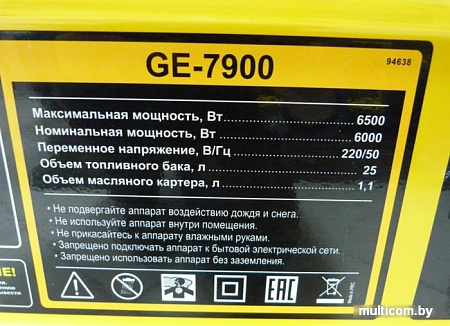 GE-7900
94638
Максимальная мощность, Вт 6500
Номинальная мощность, Вт 6000
Переменное напряжение, В/Гц 220/50
Объем топливного бака, л 25
Объем масляного картера, л 1,1
• Не подвергайте аппарат воздействию дождя и снега.
• Не используйте аппарат внутри помещения.
• Не прикасайтесь к аппарату влажными руками.
• Запрещено подключать аппарат к бытовой электрической сети.
• Запрещено использовать аппарат без заземления.
ИЕ!
EAC
multicom.by